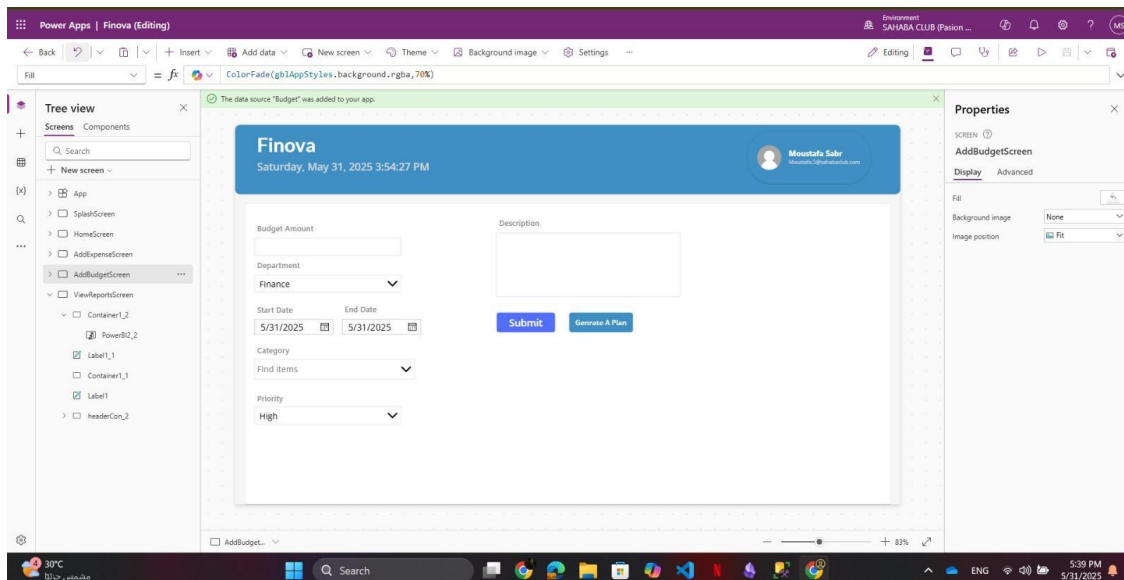 Power Apps | Finova (Editing)
Environment
SAHABA CLUB (Pasion ...
MS
Back
Insert
Add data
New screen
Theme
Background image
Settings
...
Editing
Fill
= fx
ColorFade(gblAppStyles.background.rgba,70%)
Tree view
Screens Components
Search
New screen
App
SplashScreen
HomeScreen
AddExpenseScreen
AddBudgetScreen ...
ViewReportsScreen
Container1_2
PowerBI2_2
Label1_1
Container1_1
Label1
headerCon_2
The data source "Budget" was added to your app.
Finova
Saturday, May 31, 2025 3:54:27 PM
Moustafa Sabr
Budget Amount
Department
Finance
Start Date End Date
5/31/2025 5/31/2025
Category
Find items
Priority
High
Description
Submit Genrate A Plan
AddBudget...
83%
Properties
SCREEN
AddBudgetScreen
Display Advanced
Fill
Background image None
Image position Fit
4
30°C
مشمس جزئيًا
Search
ENG
5:39 PM
5/31/2025